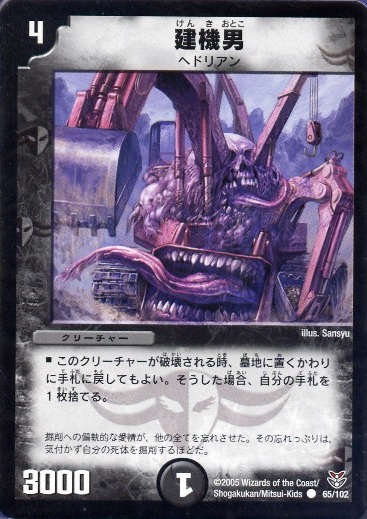 4
けんきおとこ
建機男
ヘドリアン
illus. Sansyu
クリーチャー
■ このクリーチャーが破壊される時、墓地に置くかわり
に手札に戻してもよい。そうした場合、自分の手札を
1枚捨てる。
掘削への偏執的な愛情が、他の全てを忘れさせた。その忘れっぷりは、
気付かず自分の死体を掘削するほどだ。
3000
1
©2005 Wizards of the Coast/
Shogakukan/Mitsui-Kids ● 65/102